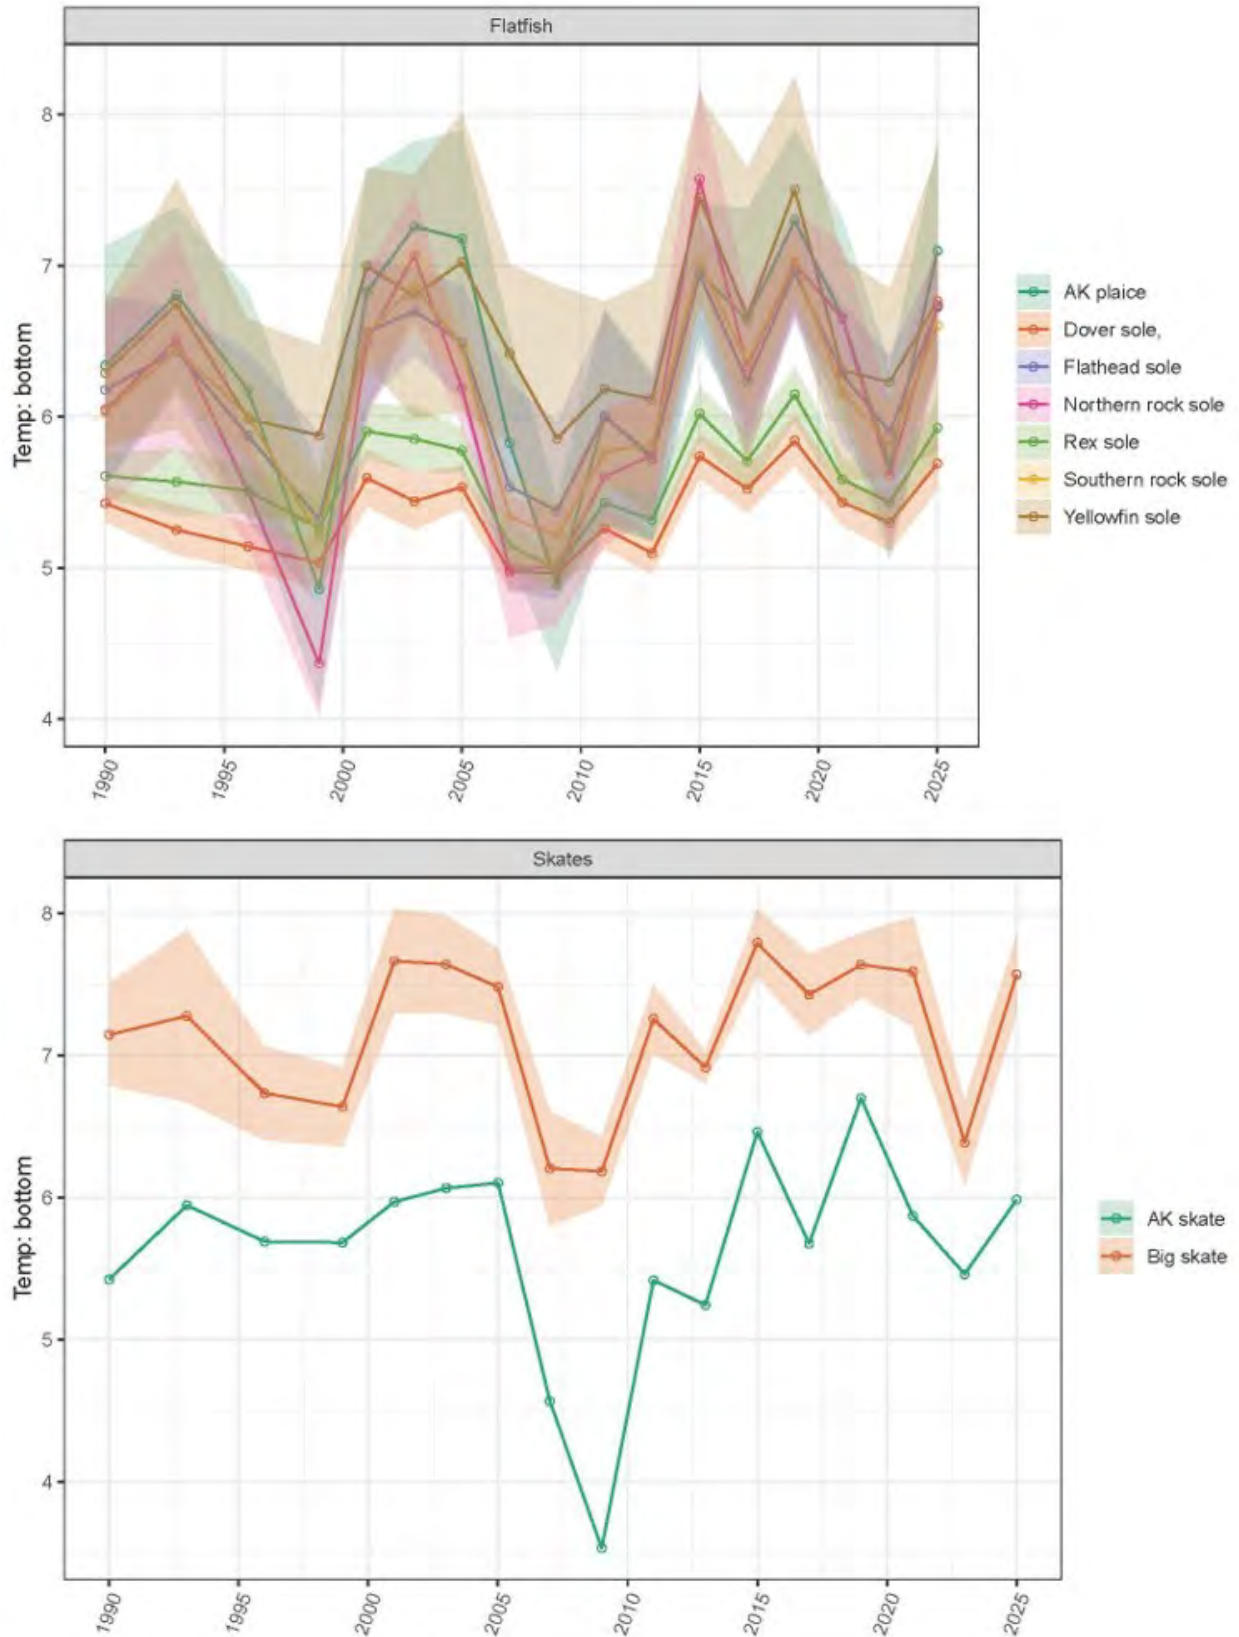 Flatfish
Temp: bottom
8
7
6
5
4
1990
1995
2000
2005
2010
2015
2020
2025
AK plaice
Dover sole,
Flathead sole
Northern rock sole
Rex sole
Southern rock sole
Yellowfin sole
Skates
Temp: bottom
8
7
6
5
4
1990
1995
2000
2005
2010
2015
2020
2025
AK skate
Big skate